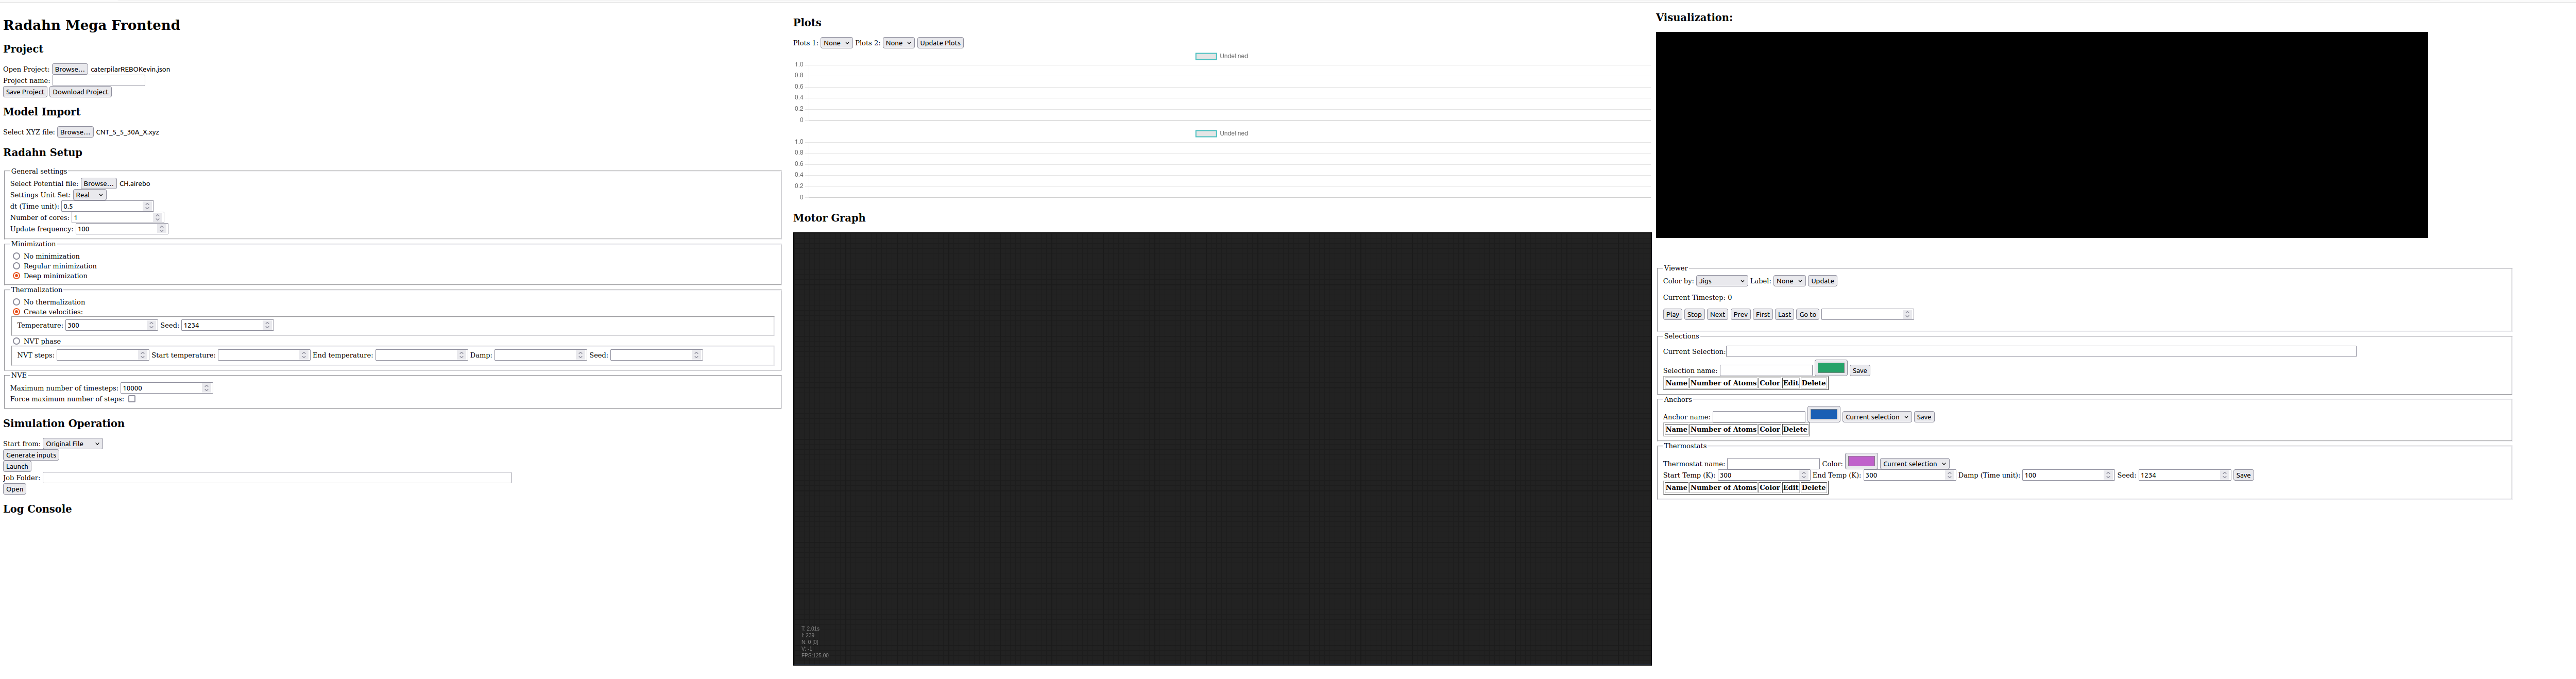 Radahn Mega Frontend
Project
Open Project: Browse... caterpilarREBOKevin.json
Project name:
Save Project Download Project
Model Import
Select XYZ file: Browse... CNT_5_5_30A_X.xyz
Radahn Setup
General settings
Select Potential file: Browse... CH.airebo
Settings Unit Set: Real
dt (Time unit): 0.5
Number of cores: 1
Update frequency: 100
Minimization
No minimization
Regular minimization
Deep minimization
Thermalization
No thermalization
Create velocities:
Temperature: 300 Seed: 1234
NVT phase
NVT steps: Start temperature: End temperature: Damp: Seed:
NVE
Maximum number of timesteps: 10000
Force maximum number of steps:
Simulation Operation
Start from: Original File
Generate inputs
Launch
Job Folder:
Open
Log Console
Plots
Plots 1: None Plots 2: None Update Plots
Undefined
1.0
0.8
0.6
0.4
0.2
0
Undefined
1.0
0.8
0.6
0.4
0.2
0
Motor Graph
T: 2.01s
I: 239
N: 0 [0]
V: -1
FPS:125.00
Visualization:
Viewer
Color by: Jigs Label: None Update
Current Timestep: 0
Play Stop Next Prev First Last Go to
Selections
Current Selection:
Selection name: Save
Name Number of Atoms Color Edit Delete
Anchors
Anchor name: Current selection Save
Name Number of Atoms Color Delete
Thermostats
Thermostat name: Color: Current selection
Start Temp (K): 300 End Temp (K): 300 Damp (Time unit): 100 Seed: 1234 Save
Name Number of Atoms Color Edit Delete